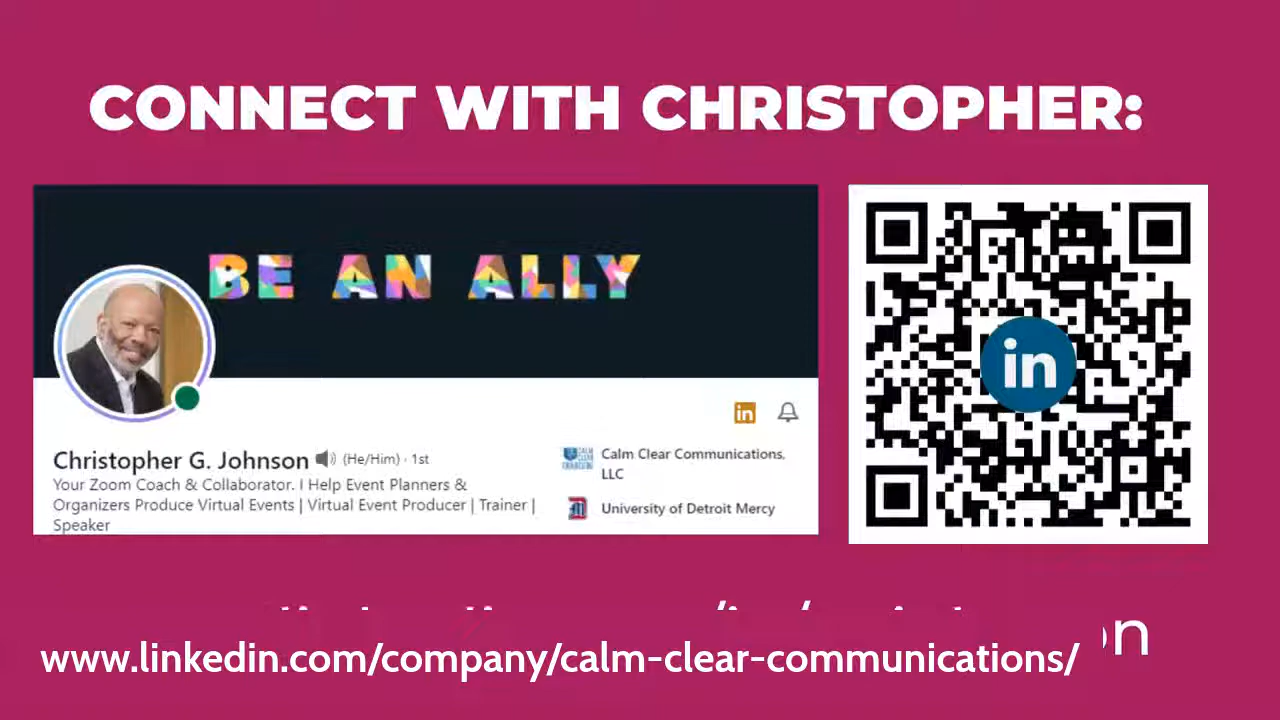 CONNECT WITH CHRISTOPHER:
BE AN ALLY
in
in
Christopher G. Johnson (He/Him) · 1st
Your Zoom Coach & Collaborator. I Help Event Planners &
Organizers Produce Virtual Events | Virtual Event Producer | Trainer |
Speaker
Calm Clear Communications,
LLC
University of Detroit Mercy
www.linkedin.com/company/calm-clear-communications/